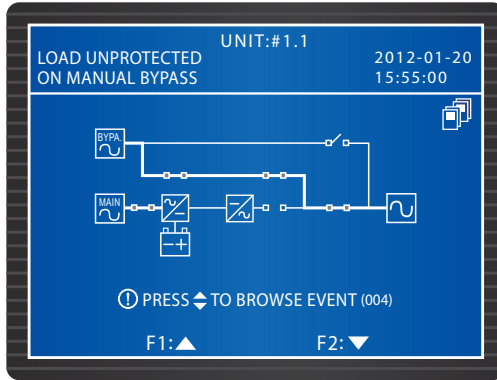 UNIT:#1.1
LOAD UNPROTECTED
ON MANUAL BYPASS
2012-01-20
15:55:00
BYPA.
MAIN
PRESS TO BROWSE EVENT (004)
F1: F2: